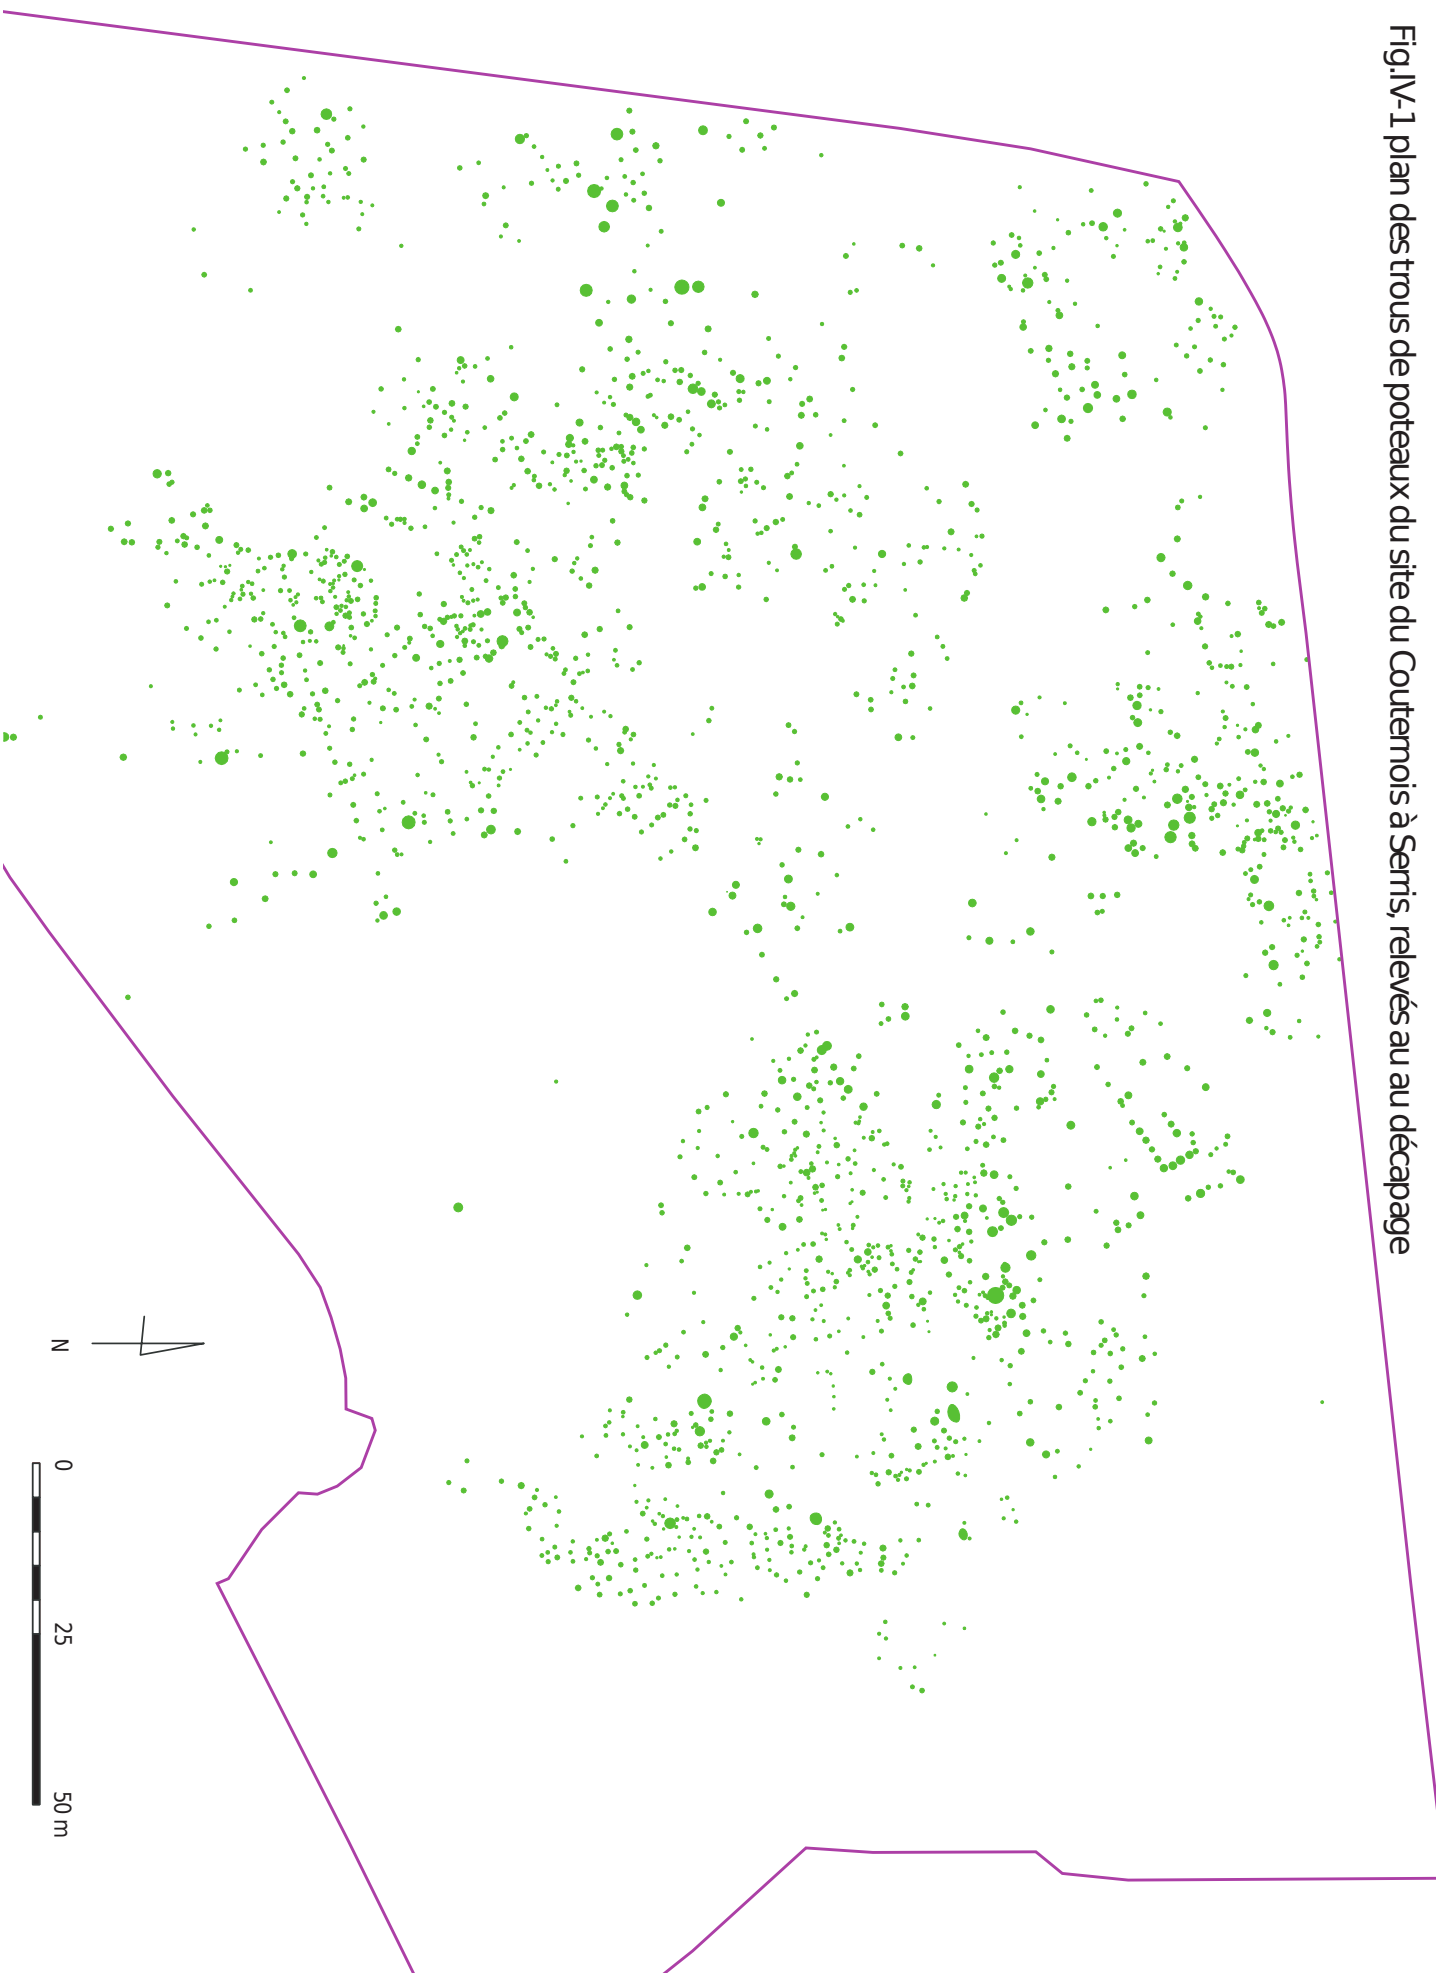 Fig.IV-1 plan des trous de poteaux du site du Couternois à Serris, relevés au au décapage
N
0
25
50 m